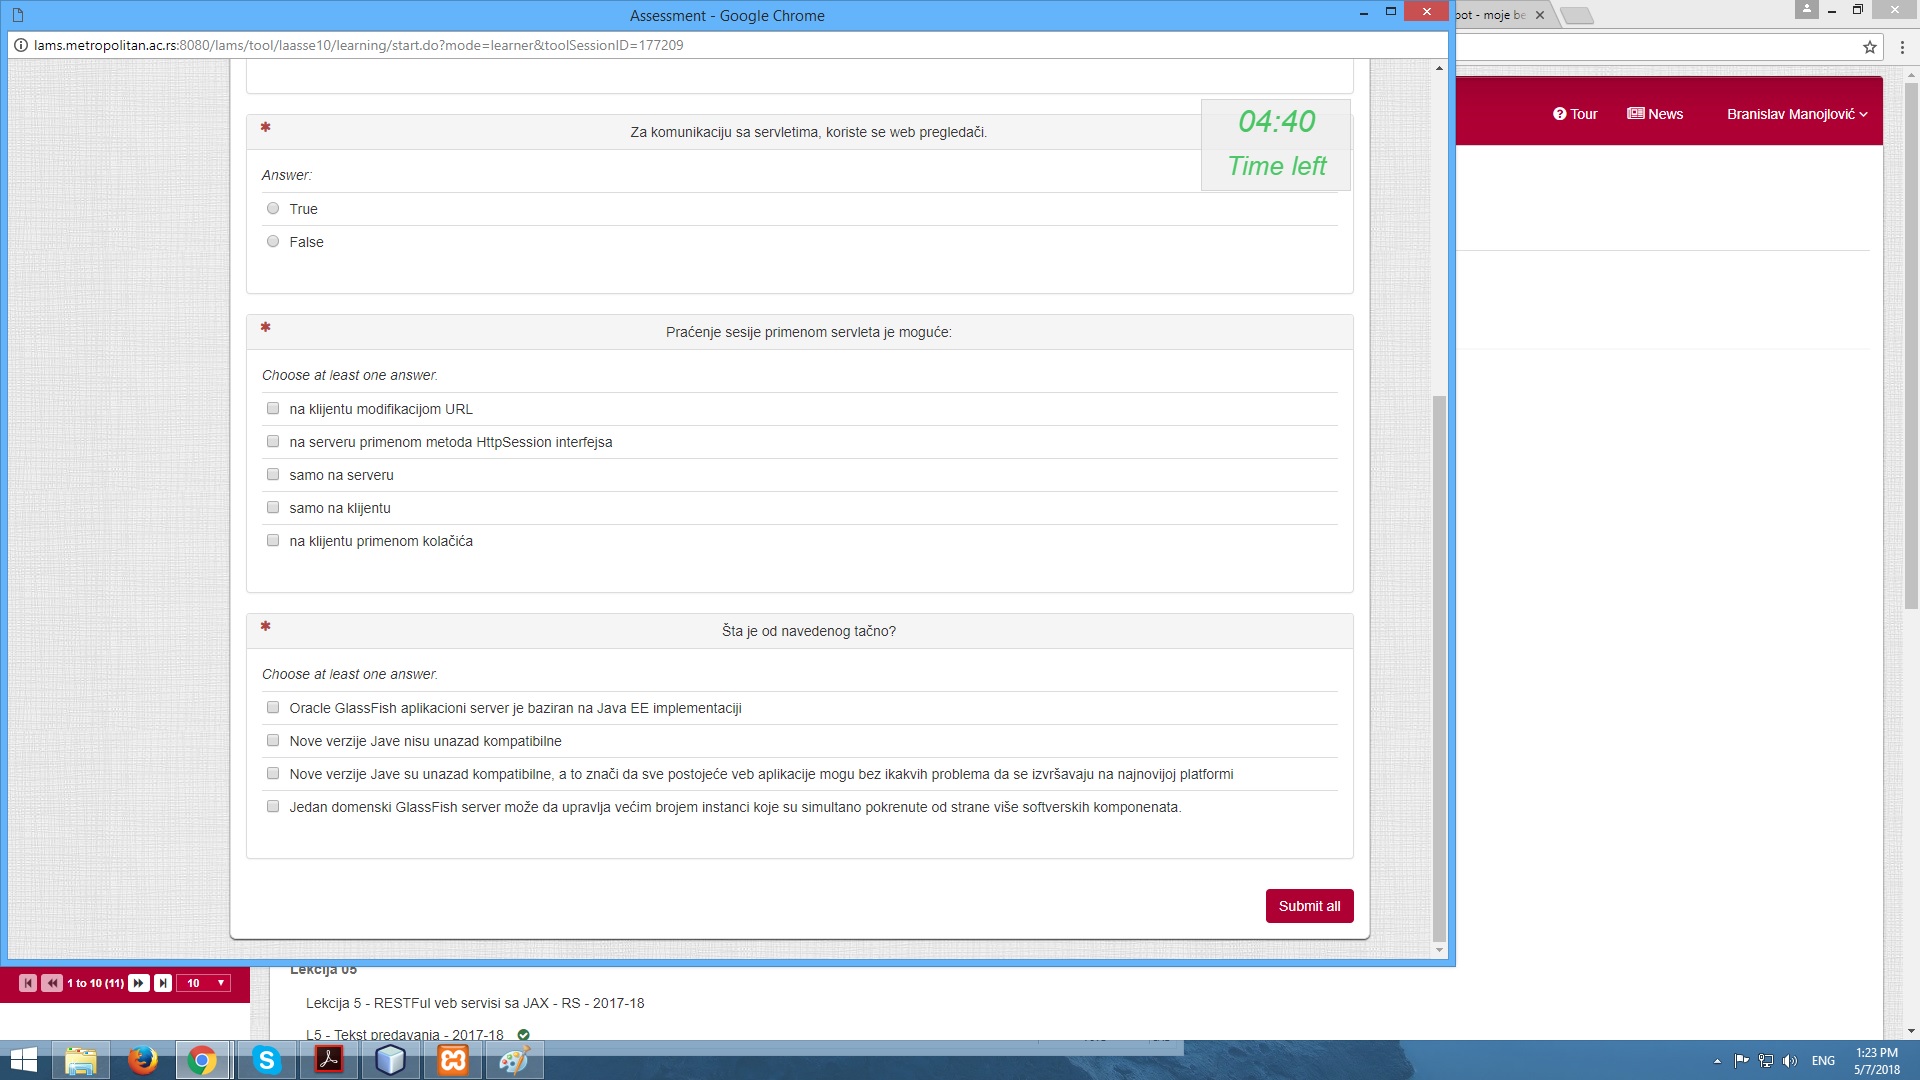 Assessment - Google Chrome
lams.metropolitan.ac.rs:8080/lams/tool/laasse10/learning/start.do?mode=learner&toolSessionID=177209
Tour
News
Branislav Manojlović
04:40
Time left
* Za komunikaciju sa servletima, koriste se web pregledači.
Answer:
True
False
* Praćenje sesije primenom servleta je moguće:
Choose at least one answer.
na klijentu modifikacijom URL
na serveru primenom metoda HttpSession interfejsa
samo na serveru
samo na klijentu
na klijentu primenom kolačića
* Šta je od navedenog tačno?
Choose at least one answer.
Oracle GlassFish aplikacioni server je baziran na Java EE implementaciji
Nove verzije Jave nisu unazad kompatibilne
Nove verzije Jave su unazad kompatibilne, a to znači da sve postojeće veb aplikacije mogu bez ikakvih problema da se izvršavaju na najnovijoj platformi
Jedan domenski GlassFish server može da upravlja većim brojem instanci koje su simultano pokrenute od strane više softverskih komponenata.
Submit all
1 to 10 (11)
10
Lekcija 05
Lekcija 5 - RESTFul veb servisi sa JAX - RS - 2017-18
L5 - Tekst predavanja - 2017-18
ENG
1:23 PM
5/7/2018